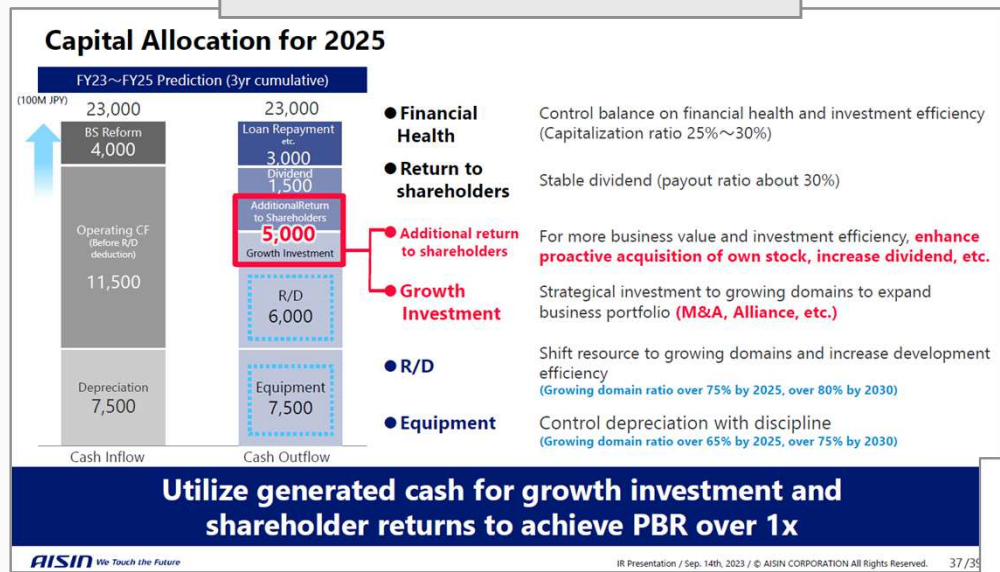 Capital Allocation for 2025
FY23～FY25 Prediction (3yr cumulative)
(100M JPY)
23,000
23,000
BS Reform
4,000
Operating CF
(Before R/D
deduction)
11,500
Depreciation
7,500
Cash Inflow
Loan Repayment
etc.
3,000
Dividend
1,500
AdditionalReturn
to Shareholders
5,000
Growth Investment
R/D
6,000
Equipment
7,500
Cash Outflow
●Financial
Health
Control balance on financial health and investment efficiency
(Capitalization ratio 25%～30%)
●Return to
shareholders
Stable dividend (payout ratio about 30%)
●Additional return
to shareholders
For more business value and investment efficiency, enhance
proactive acquisition of own stock, increase dividend, etc.
●Growth
Investment
Strategical investment to growing domains to expand
business portfolio (M&A, Alliance, etc.)
●R/D
Shift resource to growing domains and increase development
efficiency
(Growing domain ratio over 75% by 2025, over 80% by 2030)
●Equipment
Control depreciation with discipline
(Growing domain ratio over 65% by 2025, over 75% by 2030)
Utilize generated cash for growth investment and
shareholder returns to achieve PBR over 1x
AISIN We Touch the Future
IR Presentation / Sep. 14th, 2023 / © AISIN CORPORATION All Rights Reserved. 37/39